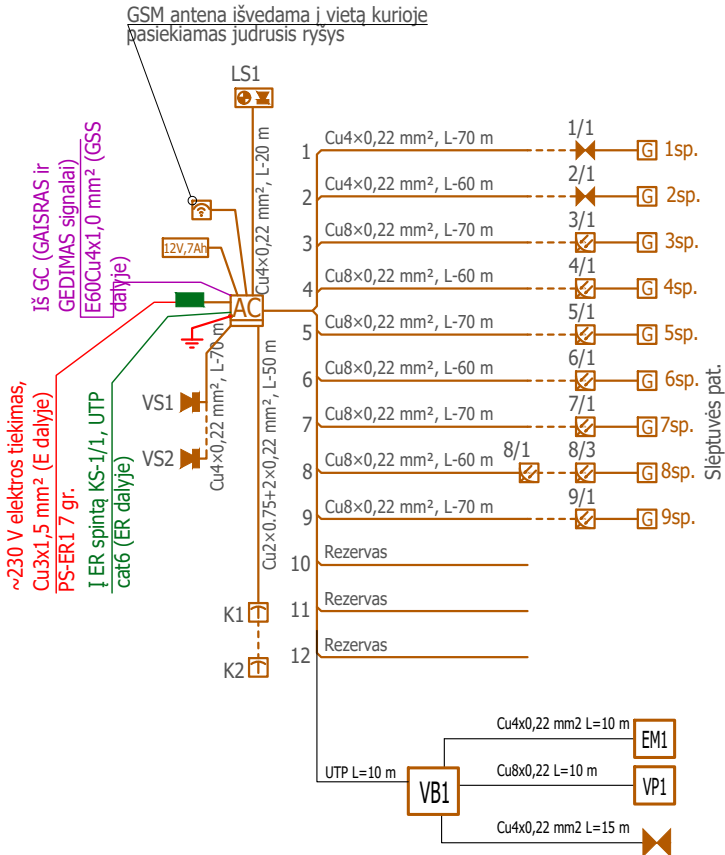 GSM antena išvedama į vietą kurioje
pasiekiamas judrusis ryšys
LS1
Cu4×0,22 mm², L-20 m
12V,7Ah
AC
Iš GC (GAISRAS ir
GEDIMAS signalai)
E60Cu4x1,0 mm² (GSS
dalyje)
~230 V elektros tiekimas,
Cu3x1,5 mm² (E dalyje)
PS-ER1 7 gr.
Į ER spintą KS-1/1, UTP
cat6 (ER dalyje)
VS1
VS2
Cu4×0,22 mm², L-70 m
Cu2×0.75+2×0,22 mm², L-50 m
K1
K2
1 Cu4×0,22 mm², L-70 m 1/1 G 1sp.
2 Cu4×0,22 mm², L-60 m 2/1 G 2sp.
3 Cu8×0,22 mm², L-70 m 3/1 G 3sp.
4 Cu8×0,22 mm², L-60 m 4/1 G 4sp.
5 Cu8×0,22 mm², L-70 m 5/1 G 5sp.
6 Cu8×0,22 mm², L-60 m 6/1 G 6sp.
7 Cu8×0,22 mm², L-70 m 7/1 G 7sp.
8 Cu8×0,22 mm², L-60 m 8/1 8/3 G 8sp.
9 Cu8×0,22 mm², L-70 m 9/1 G 9sp.
10 Rezervas
11 Rezervas
12 Rezervas
Slėptuvės pat.
UTP L=10 m
VB1
Cu4x0,22 mm2 L=10 m
EM1
Cu8x0,22 L=10 m
VP1
Cu4x0,22 mm2 L=15 m